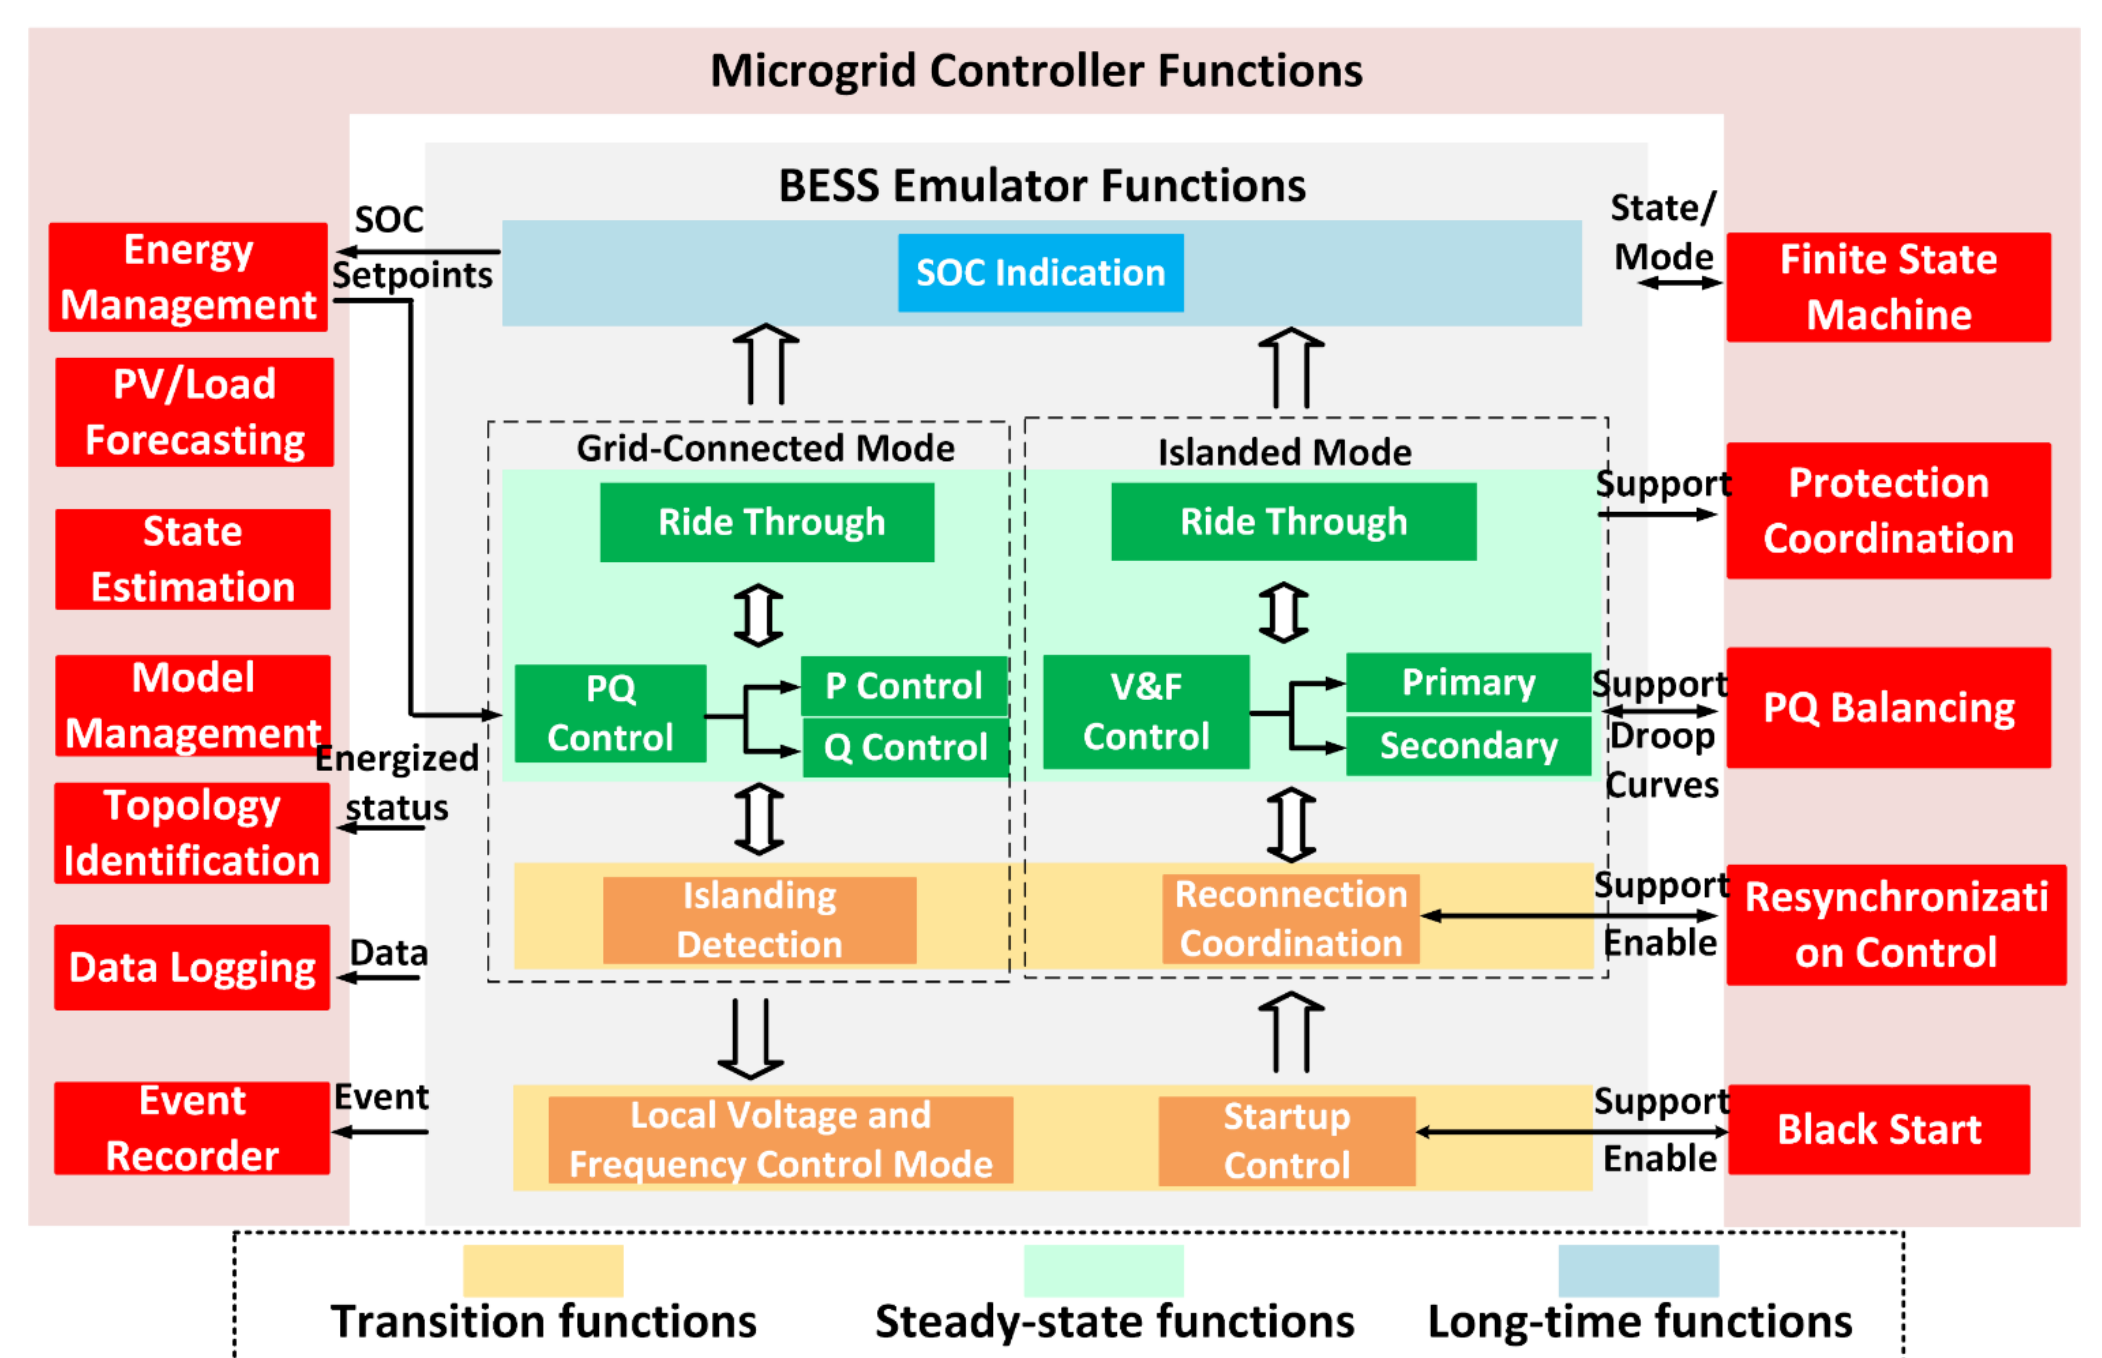 Microgrid Controller Functions
BESS Emulator Functions
Energy
Management
PV/Load
Forecasting
State
Estimation
Model
Management
Topology
Identification
Data Logging
Event
Recorder
SOC
Setpoints
Energized
status
Data
Event
SOC Indication
Grid-Connected Mode
Ride Through
PQ
Control
P Control
Q Control
Islanding
Detection
Local Voltage and
Frequency Control Mode
Islanded Mode
Ride Through
V&F
Control
Primary
Secondary
Reconnection
Coordination
Startup
Control
State/
Mode
Support
Support
Droop
Curves
Support
Enable
Support
Enable
Finite State
Machine
Protection
Coordination
PQ Balancing
Resynchronizati
on Control
Black Start
Transition functions
Steady-state functions
Long-time functions